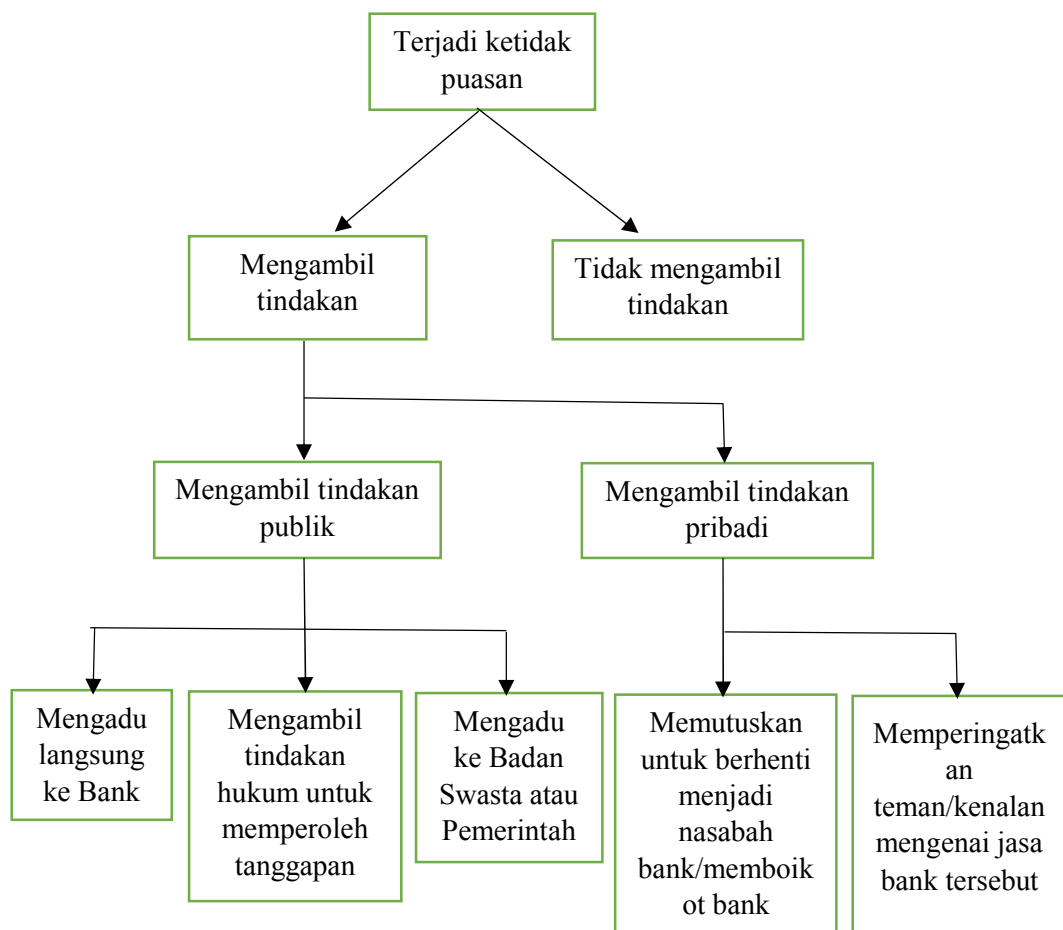 Terjadi ketidak
puasan
Mengambil
tindakan
Tidak mengambil
tindakan
Mengambil tindakan
publik
Mengambil tindakan
pribadi
Mengadu
langsung
ke Bank
Mengambil
tindakan
hukum untuk
memperoleh
tanggapan
Mengadu
ke Badan
Swasta atau
Pemerintah
Memutuskan
untuk berhenti
menjadi
nasabah
bank/memboik
ot bank
Memperingatk
an
teman/kenalan
mengenai jasa
bank tersebut